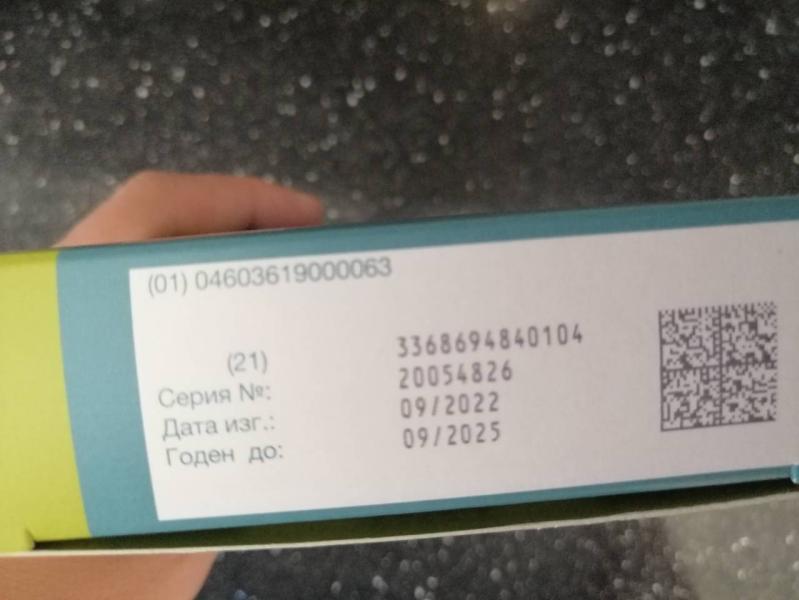 (01) 04603619000063
(21) 3368694840104
Серия №: 20054826
Дата изг.: 09/2022
Годен до: 09/2025